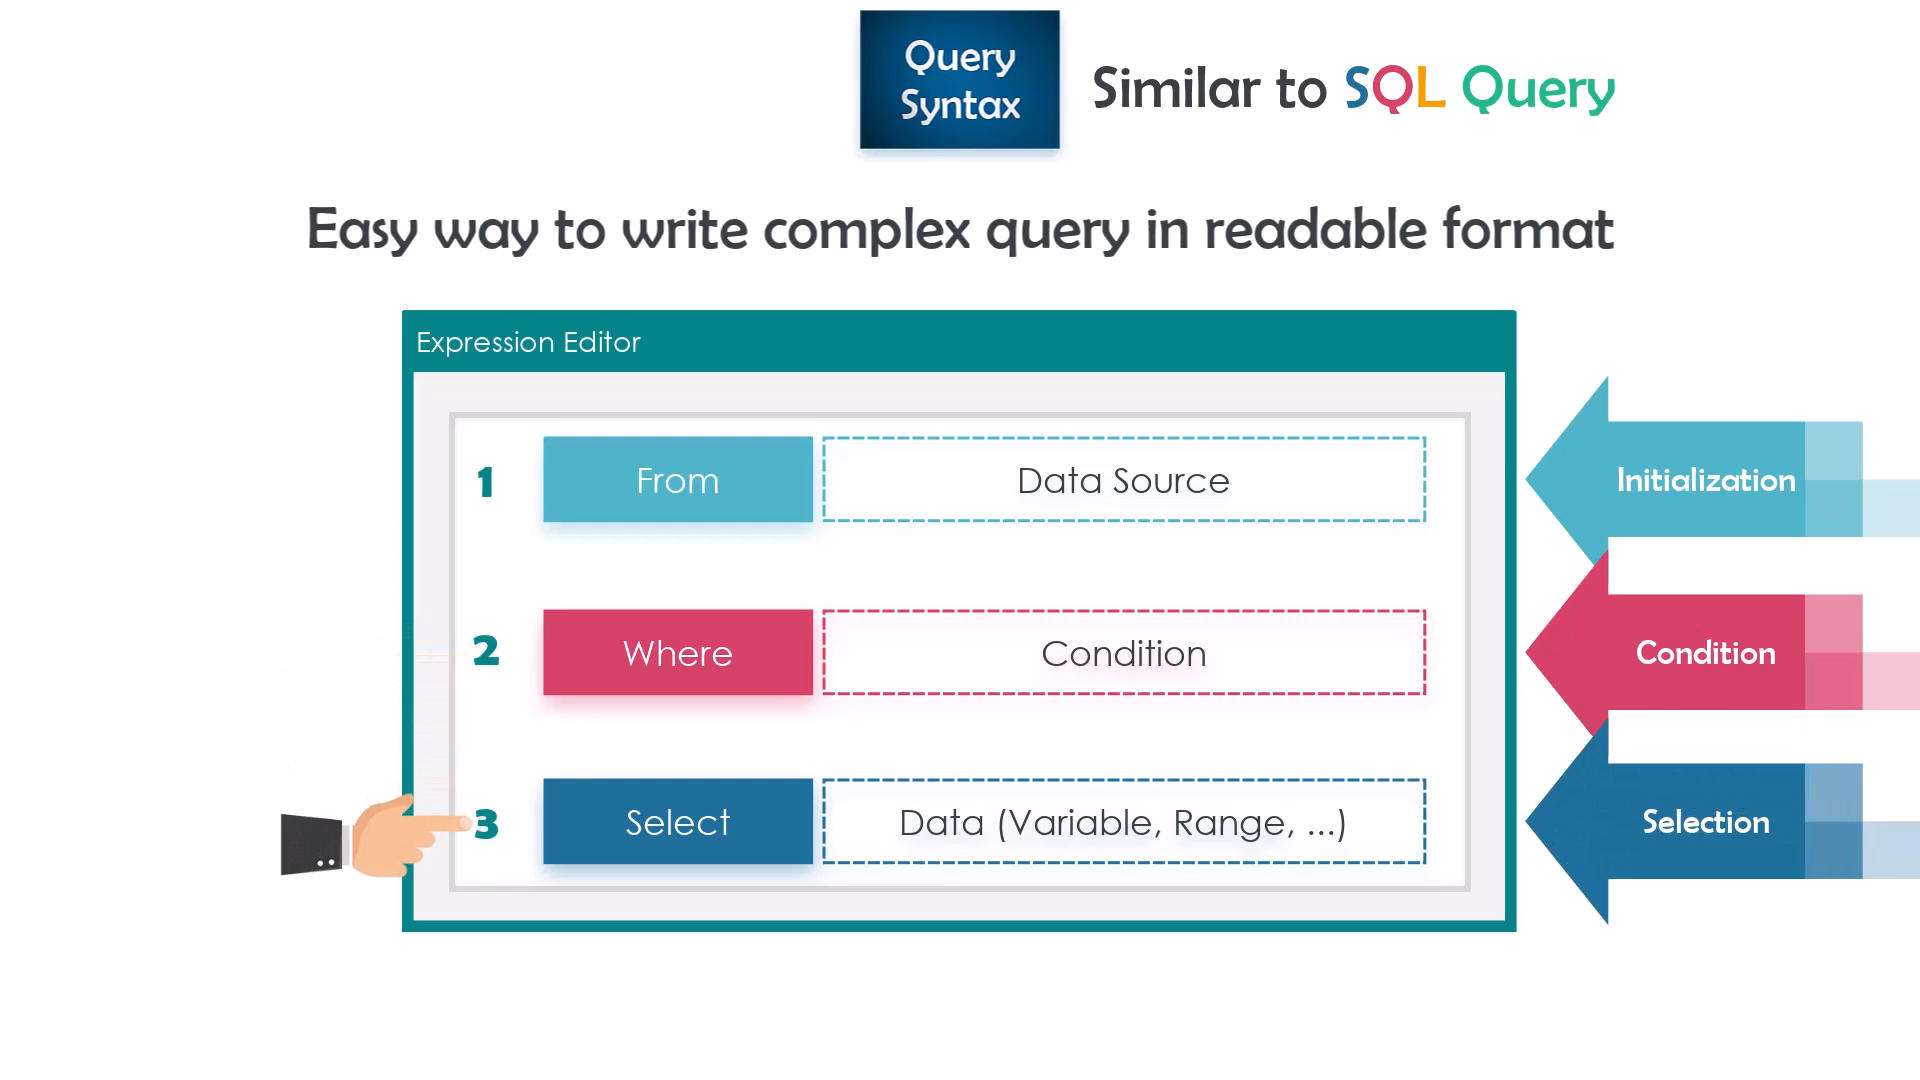 Query
Syntax
Similar to SQL Query
Easy way to write complex query in readable format
Expression Editor
1 From Data Source Initialization
2 Where Condition Condition
3 Select Data (Variable, Range, ...) Selection